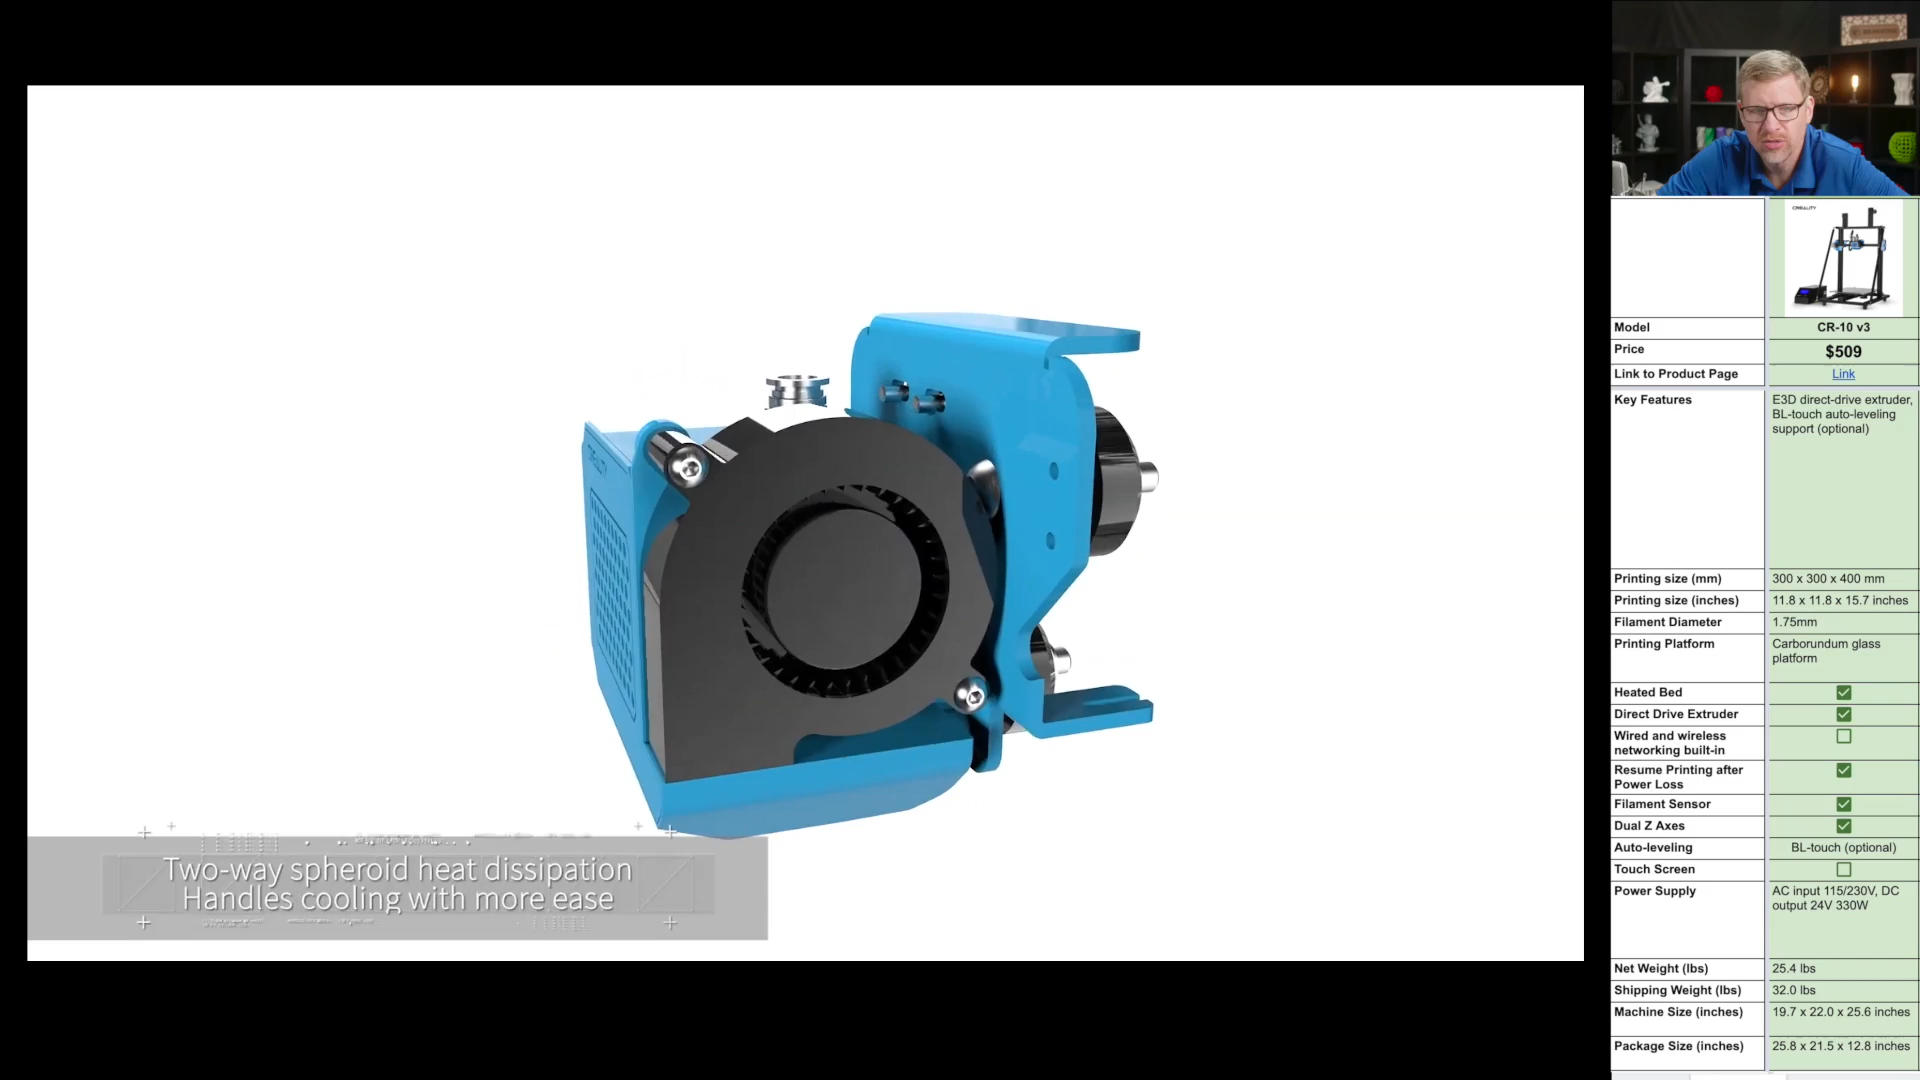 CREALITY
Model
CR-10 v3
Price
$509
Link to Product Page
Link
Key Features
E3D direct-drive extruder,
BL-touch auto-leveling
support (optional)
Printing size (mm)
300 x 300 x 400 mm
Printing size (inches)
11.8 x 11.8 x 15.7 inches
Filament Diameter
1.75mm
Printing Platform
Carborundum glass
platform
Heated Bed
Direct Drive Extruder
Wired and wireless
networking built-in
Resume Printing after
Power Loss
Filament Sensor
Dual Z Axes
Auto-leveling
BL-touch (optional)
Touch Screen
Power Supply
AC input 115/230V, DC
output 24V 330W
Net Weight (lbs)
25.4 lbs
Shipping Weight (lbs)
32.0 lbs
Machine Size (inches)
19.7 x 22.0 x 25.6 inches
Package Size (inches)
25.8 x 21.5 x 12.8 inches
Two-way spheroid heat dissipation
Handles cooling with more ease